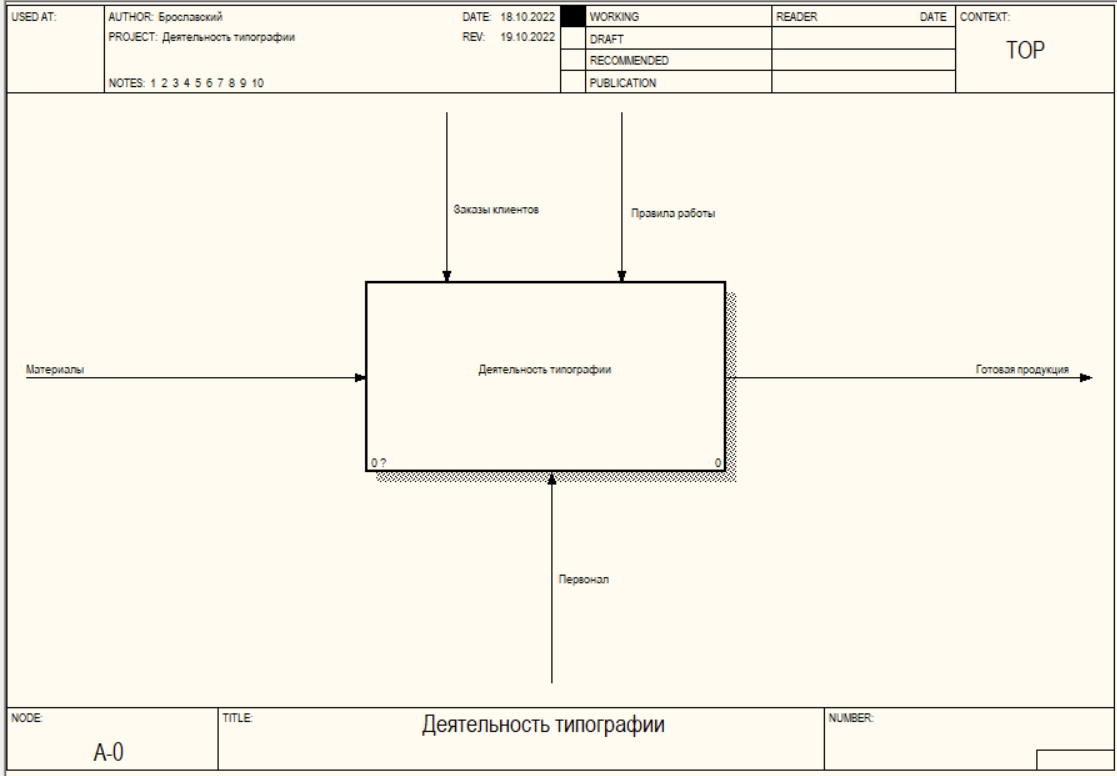 USED AT:
AUTHOR: Брославский
DATE: 18.10.2022
WORKING
READER
DATE
CONTEXT:
PROJECT: Деятельность типографии
REV: 19.10.2022
DRAFT
TOP
RECOMMENDED
NOTES: 1 2 3 4 5 6 7 8 9 10
PUBLICATION
Заказы клиентов
Правила работы
Материалы
Деятельность типографии
Готовая продукция
0 ?
0
Первонал
NODE:
TITLE:
Деятельность типографии
NUMBER:
A-0